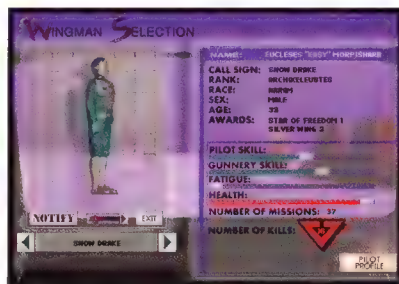 WINGMAN SELECTION
NAME:
CALL SIGN: SNOW DRAKE
RANK:
RACE:
SEX: MALE
AGE: 32
AWARDS: STAR OF FREEDOM 1
SILVER WING 2
PILOT SKILL:
GUNNERY SKILL:
FATIGUE:
HEALTH:
NUMBER OF MISSIONS: 37
NUMBER OF KILLS:
NOTIFY
EXIT
SNOW DRAKE
PILOT
PROFILE